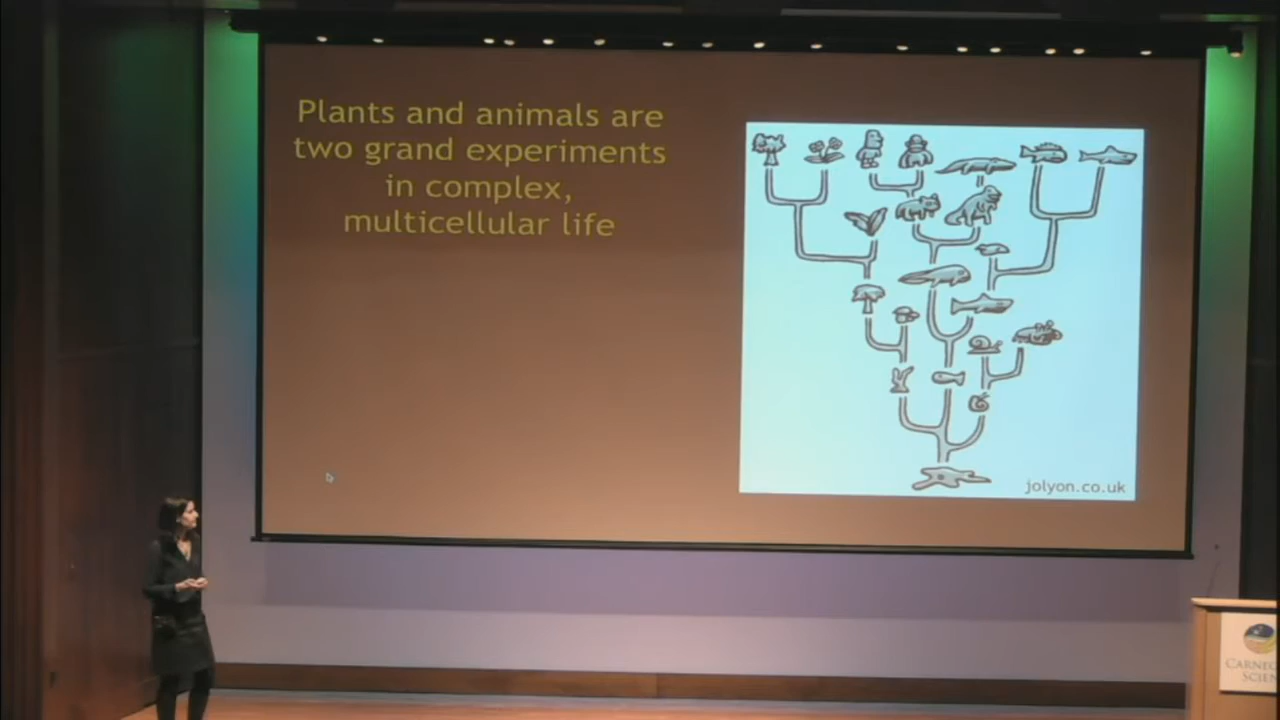 Plants and animals are
two grand experiments
in complex,
multicellular life
jolyon.co.uk